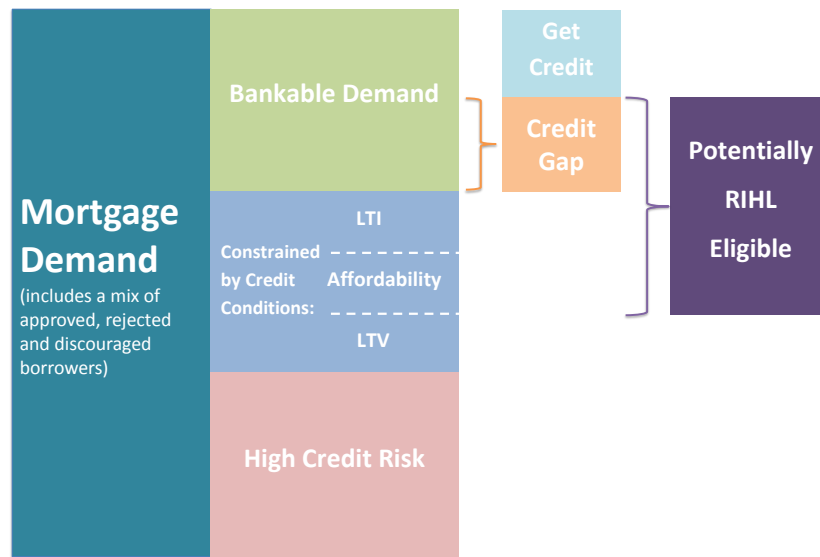 Mortgage
Demand
(includes a mix of
approved, rejected
and discouraged
borrowers)
Bankable Demand
Constrained
by Credit
Conditions:
LTI
Affordability
LTV
High Credit Risk
Get
Credit
Credit
Gap
Potentially
RIHL
Eligible